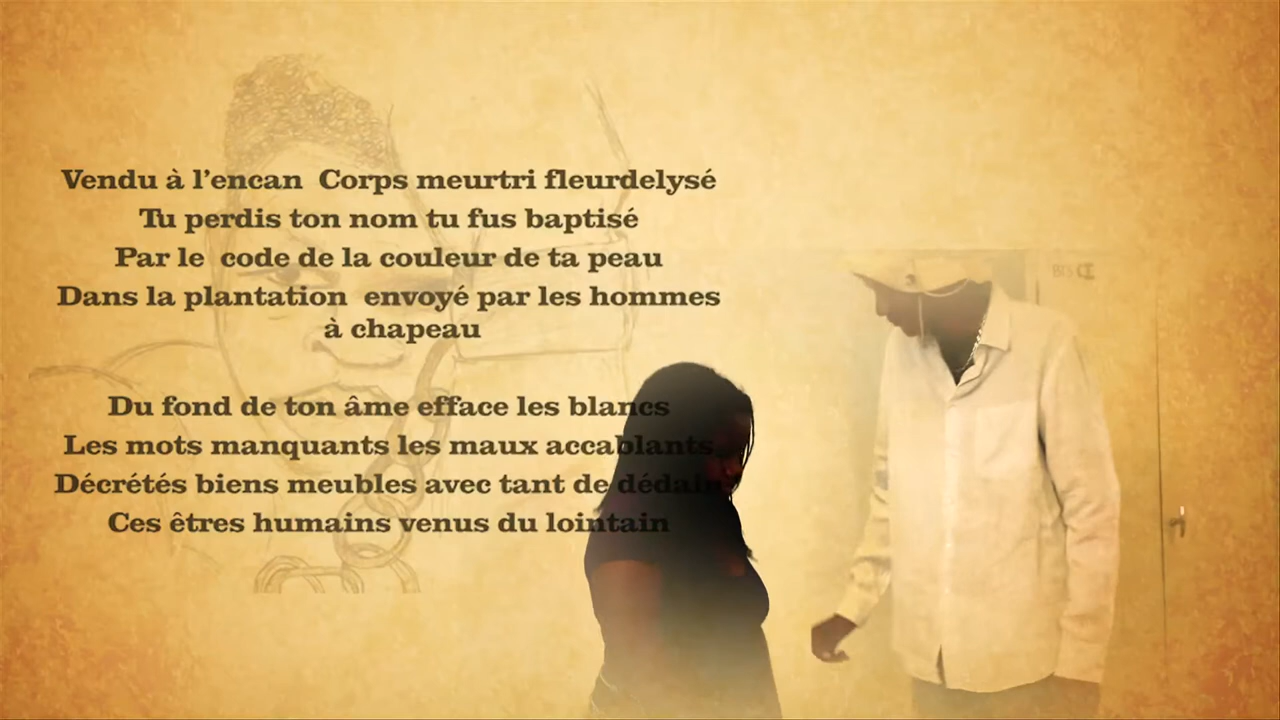 Vendu à l’encan  Corps meurtri fleurdelysé
Tu perdis ton nom tu fus baptisé
Par le  code de la couleur de ta peau
Dans la plantation  envoyé par les hommes
à chapeau
Du fond de ton âme efface les blancs
Les mots manquants les maux accablants
Décrétés biens meubles avec tant de dédain
Ces êtres humains venus du lointain